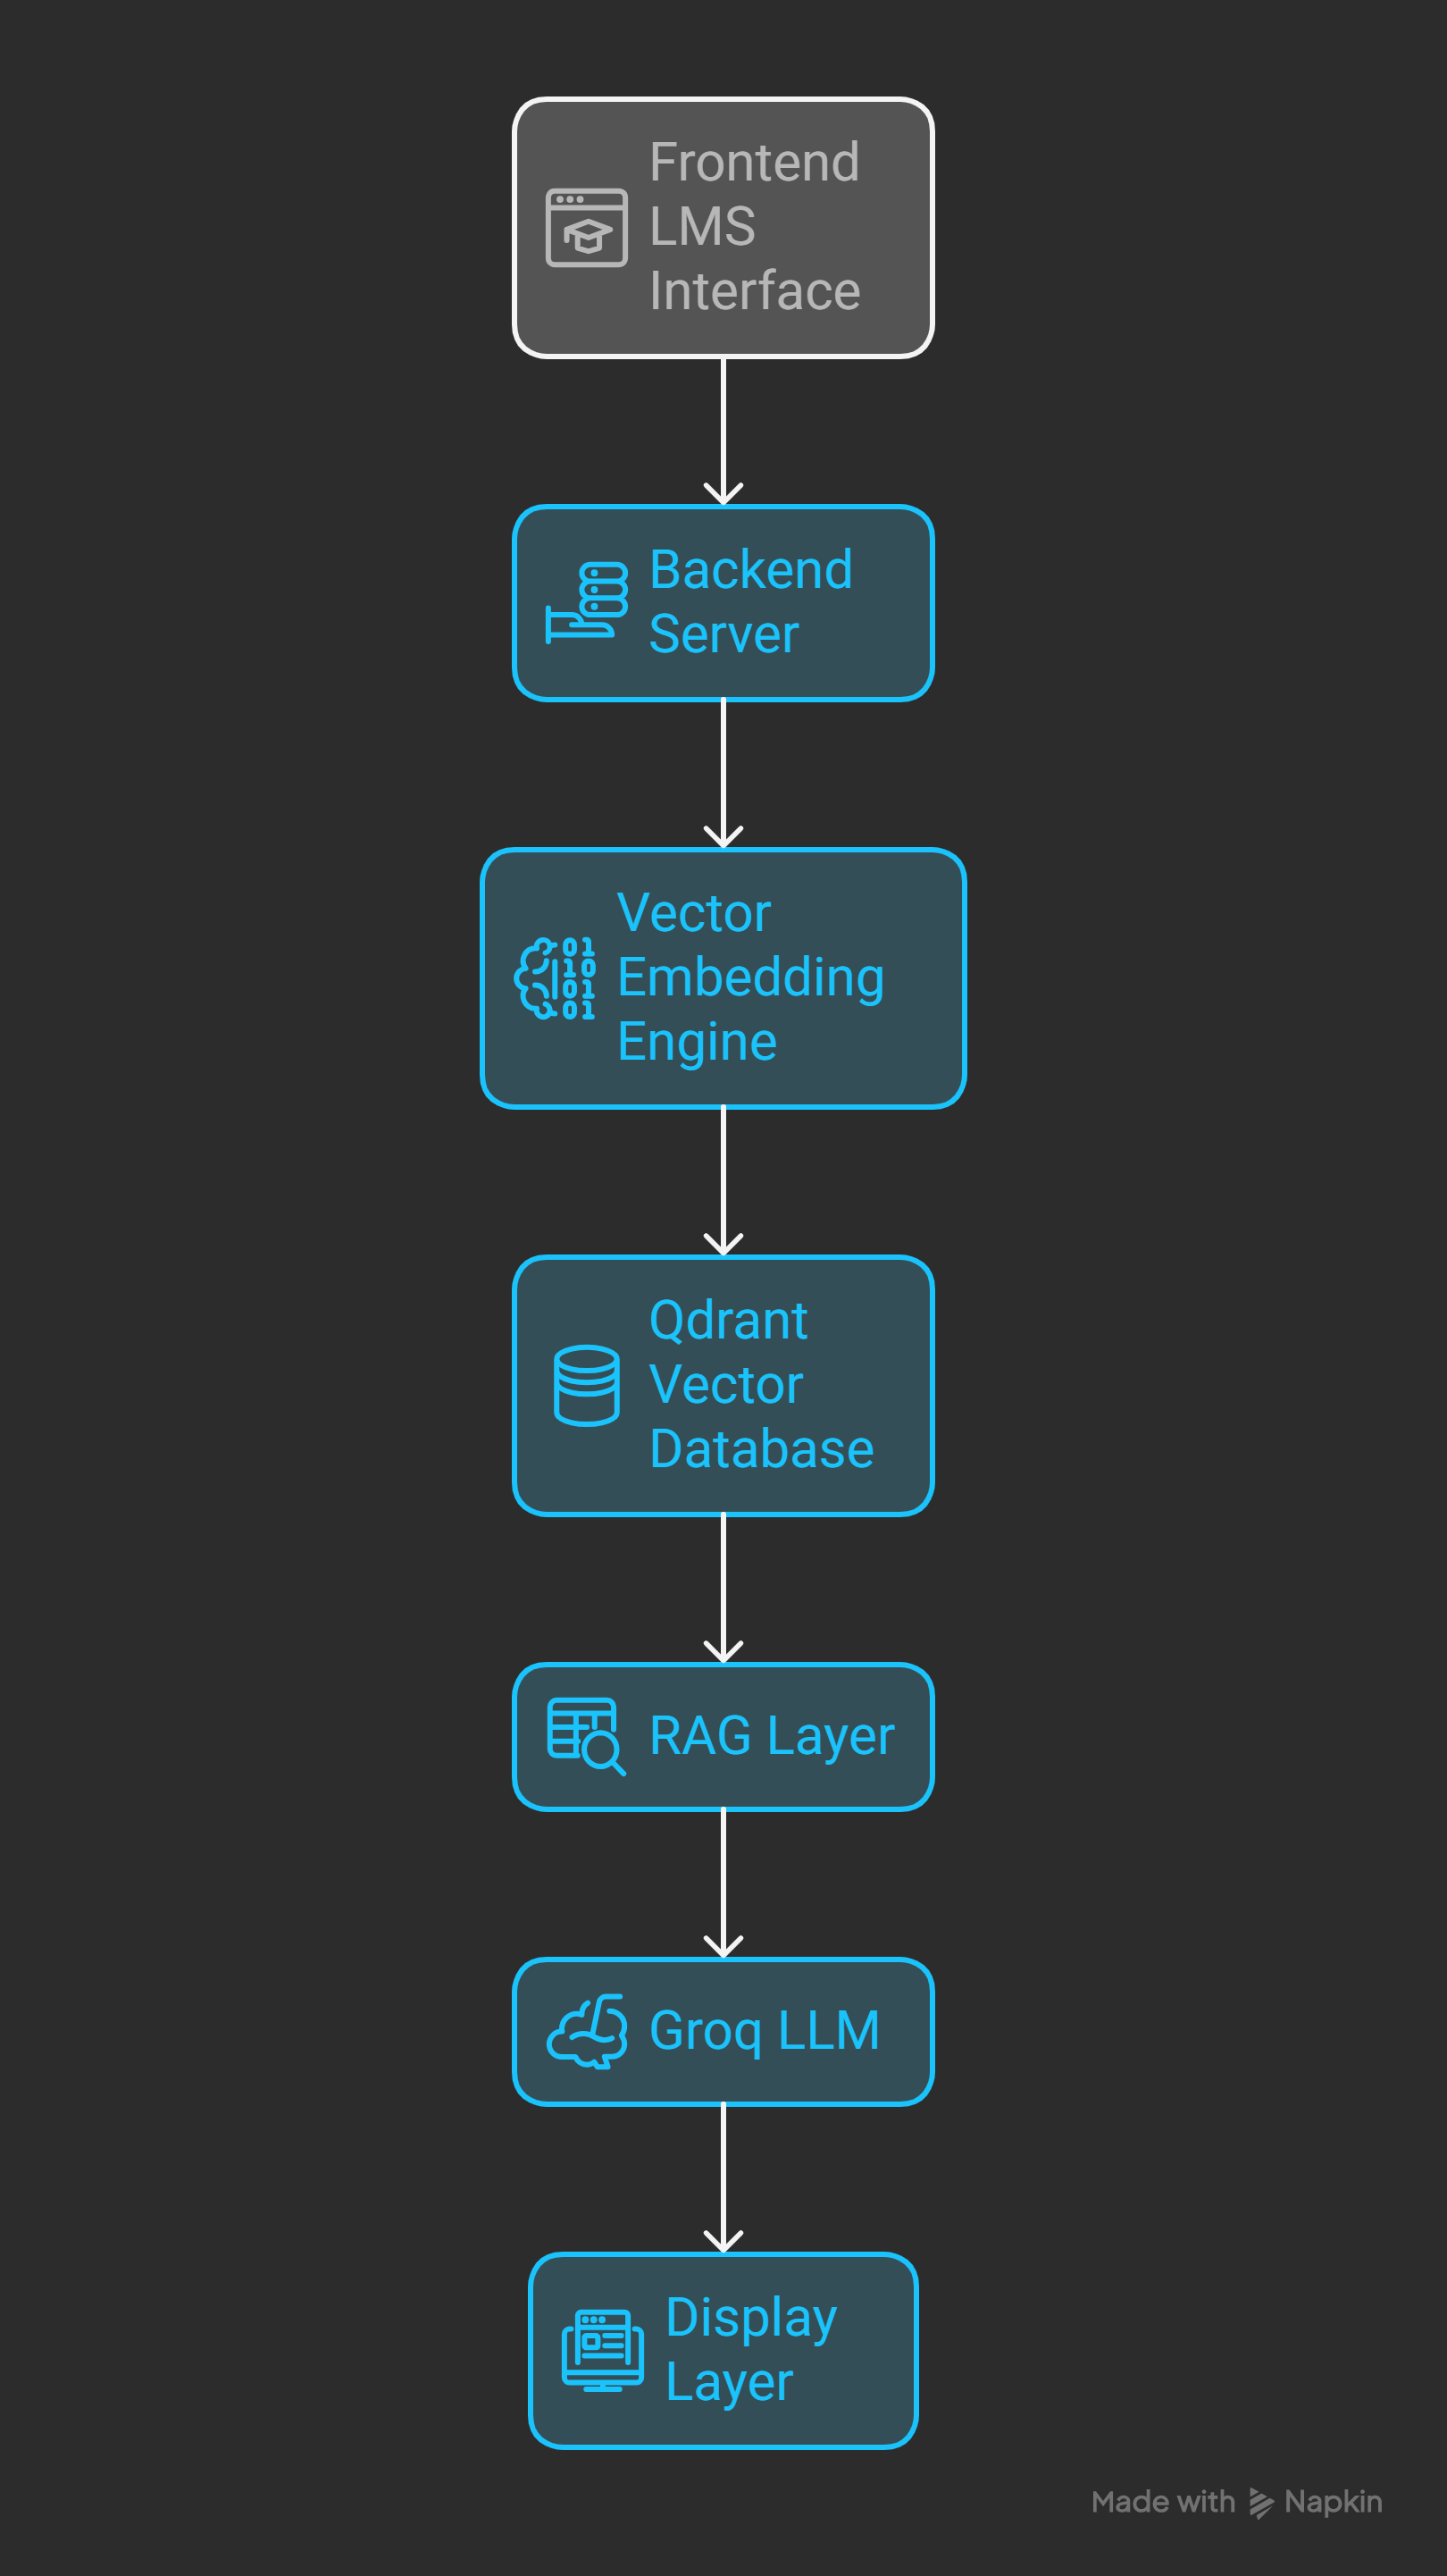 Frontend
LMS
Interface
Backend
Server
Vector
Embedding
Engine
Qdrant
Vector
Database
RAG Layer
Groq LLM
Display
Layer
Made with Napkin